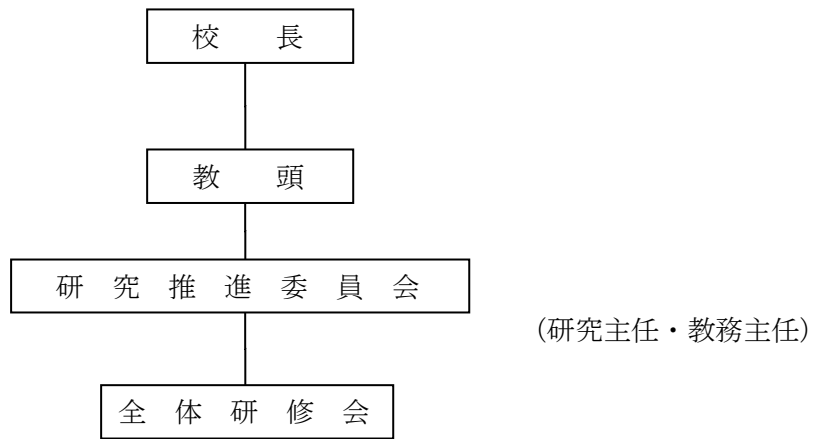 校　長
教　頭
研　究　推　進　委　員　会
（研究主任・教務主任）
全　体　研　修　会